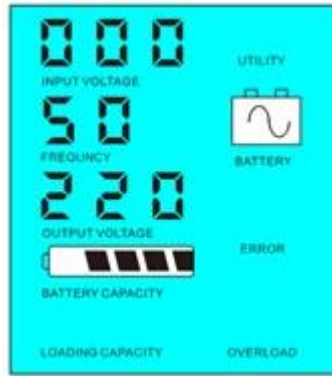 000
INPUT VOLTAGE
UTILITY
50
FREQUNCY
BATTERY
220
OUTPUT VOLTAGE
ERROR
BATTERY CAPACITY
LOADING CAPACITY
OVERLOAD